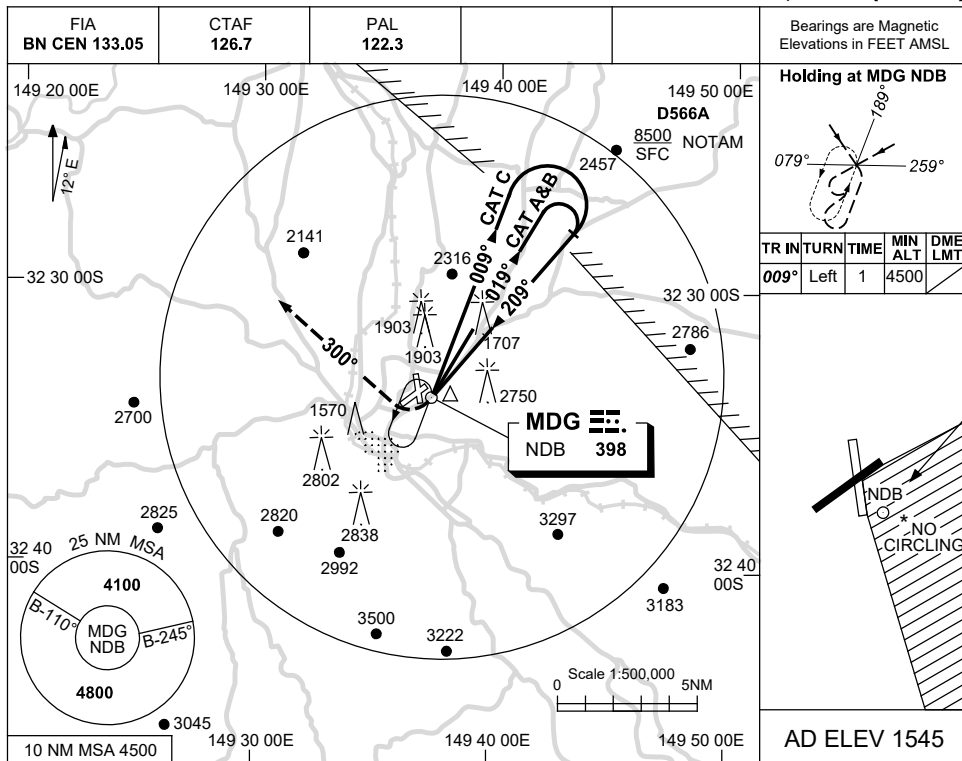 FIA
BN CEN 133.05
CTAF
126.7
PAL
122.3
Bearings are Magnetic
Elevations in FEET AMSL
149 20 00E
149 30 00E
149 40 00E
149 50 00E
12° E
D566A
8500
SFC
NOTAM
2457
CAT C
CAT A&B
2141
2316
009°
019°
209°
32 30 00S
32 30 00S
1903
1903
1707
2786
300°
2750
2700
1570
MDG
NDB 398
2802
2838
2825
2820
2992
3297
32 40
00S
32 40
00S
25 NM MSA
4100
B-110°
MDG
NDB
B-245°
4800
3500
3222
3183
Scale 1:500,000
0
5NM
3045
10 NM MSA 4500
149 30 00E
149 40 00E
149 50 00E
Holding at MDG NDB
189°
079°
259°
TR IN TURN TIME MIN ALT DME LMT
009° Left 1 4500
NDB
* NO
CIRCLING
AD ELEV 1545